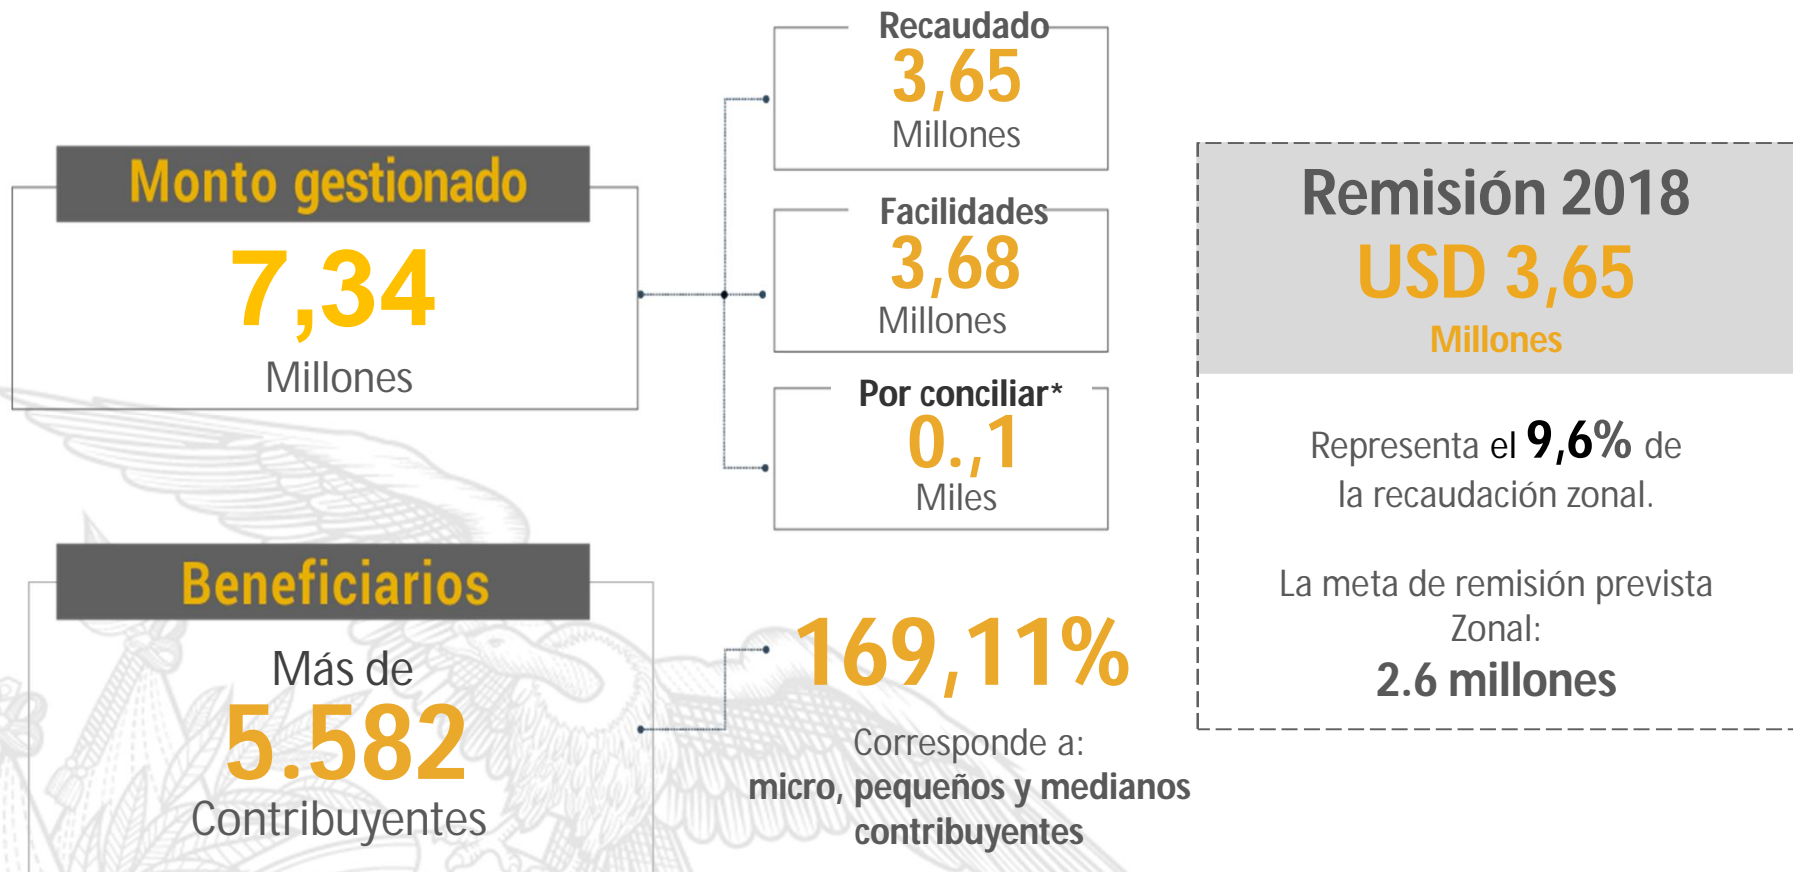 Monto gestionado
7,34
Millones
Recaudado
3,65
Millones
Facilidades
3,68
Millones
Por conciliar*
0.,1
Miles
Remisión 2018
USD 3,65
Millones
Representa el 9,6% de
la recaudación zonal.
La meta de remisión prevista
Zonal:
2.6 millones
Beneficiarios
Más de
5.582
Contribuyentes
169,11%
Corresponde a:
micro, pequeños y medianos
contribuyentes